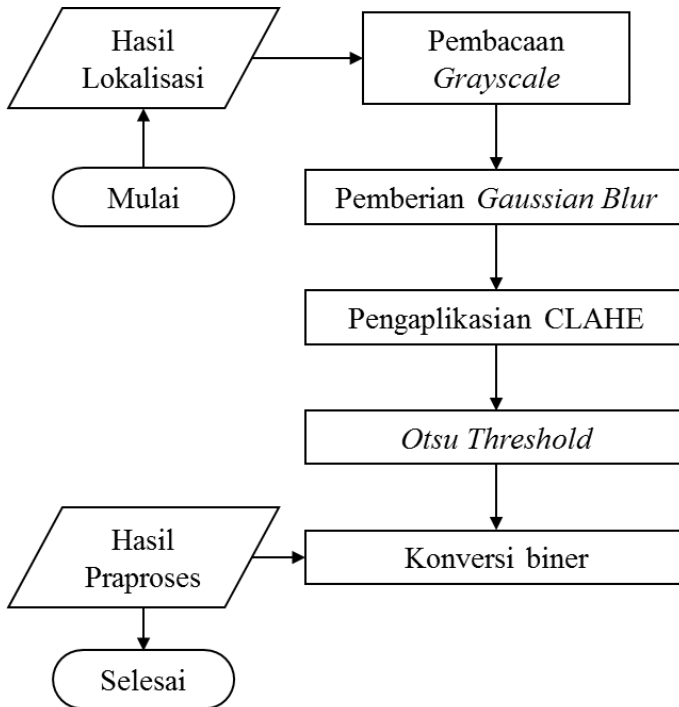 Hasil
Lokalisasi
Pembacaan
Grayscale
Mulai
Pemberian Gaussian Blur
Pengaplikasian CLAHE
Otsu Threshold
Hasil
Praproses
Konversi biner
Selesai